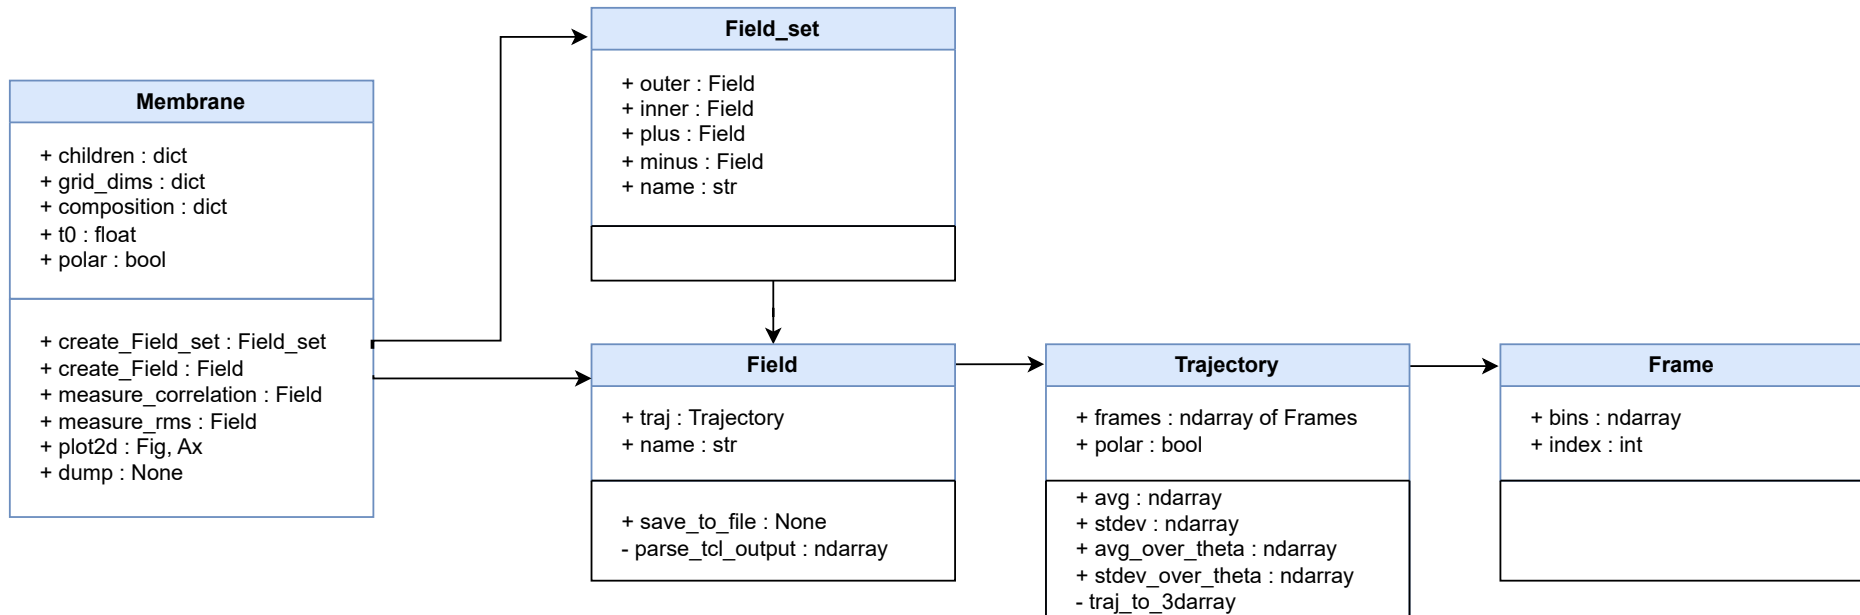 Membrane
+ children : dict
+ grid_dims : dict
+ composition : dict
+ t0 : float
+ polar : bool
+ create_Field_set : Field_set
+ create_Field : Field
+ measure_correlation : Field
+ measure_rms : Field
+ plot2d : Fig, Ax
+ dump : None
Field_set
+ outer : Field
+ inner : Field
+ plus : Field
+ minus : Field
+ name : str
Field
+ traj : Trajectory
+ name : str
+ save_to_file : None
- parse_tcl_output : ndarray
Trajectory
+ frames : ndarray of Frames
+ polar : bool
+ avg : ndarray
+ stdev : ndarray
+ avg_over_theta : ndarray
+ stdev_over_theta : ndarray
- traj_to_3darray
Frame
+ bins : ndarray
+ index : int